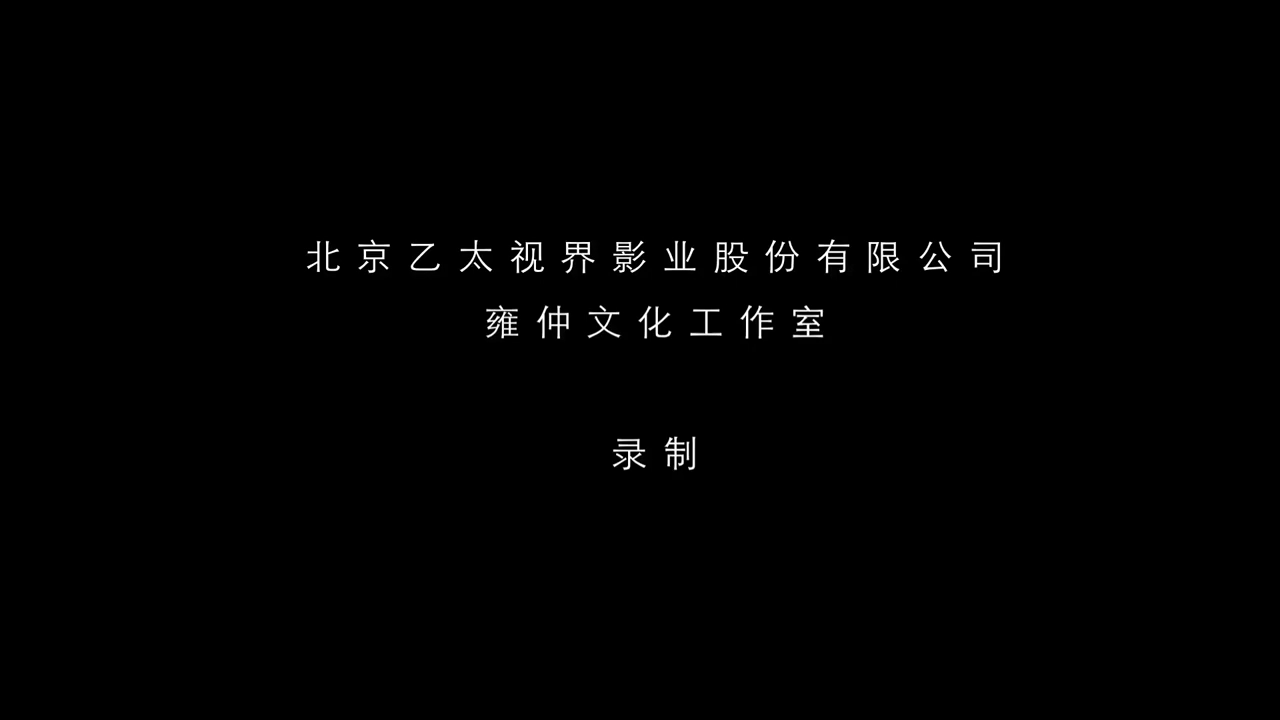 北京乙太视界影业股份有限公司
雍仲文化工作室
录制